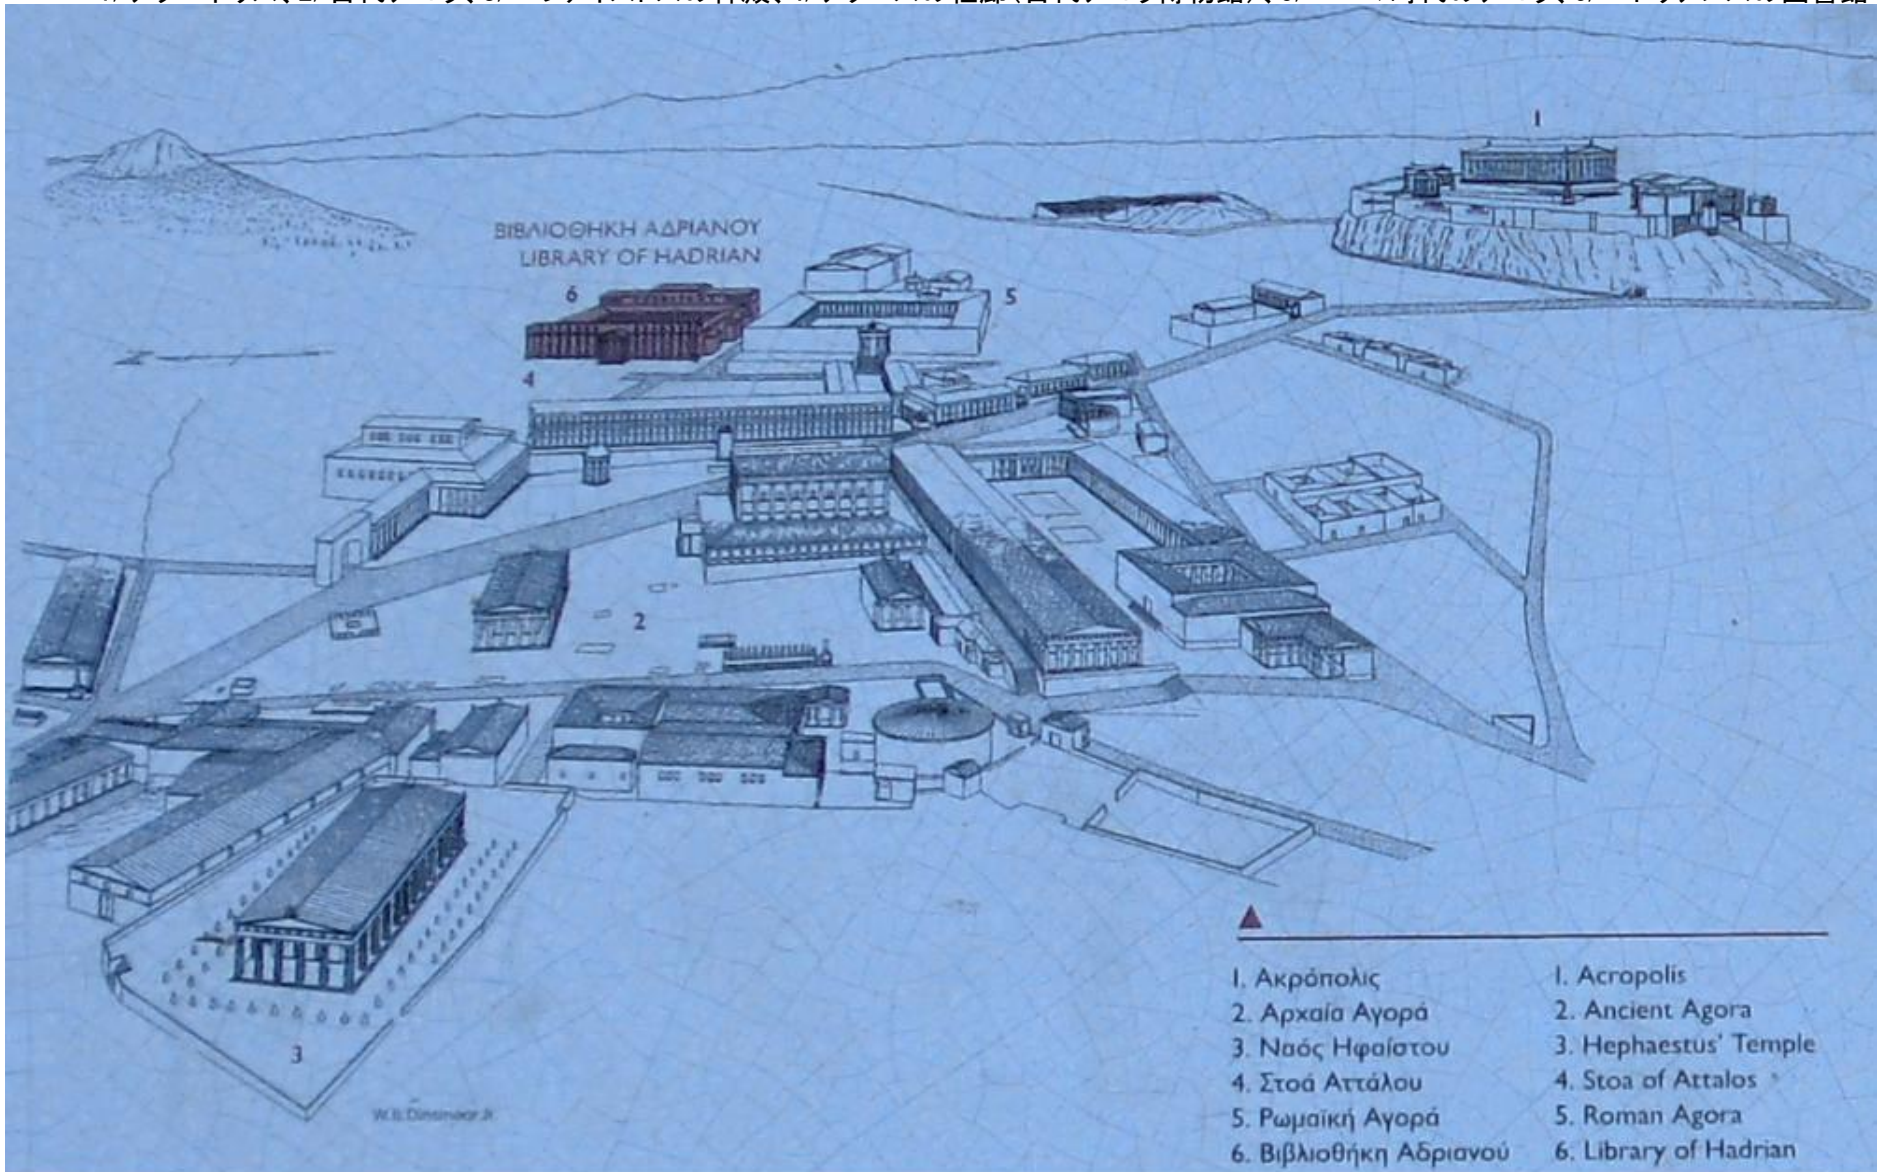 ΒΙΒΛΙΟΘΗΚΗ ΑΔΡΙΑΝΟΥ
LIBRARY OF HADRIAN
1
6
5
4
2
3
W.B. Dinsmoor Jr.
1. Ακρόπολις
2. Αρχαία Αγορά
3. Ναός Ηφαίστου
4. Στοά Αττάλου
5. Ρωμαϊκή Αγορά
6. Βιβλιοθήκη Αδριανού
1. Acropolis
2. Ancient Agora
3. Hephaestus' Temple
4. Stoa of Attalos
5. Roman Agora
6. Library of Hadrian